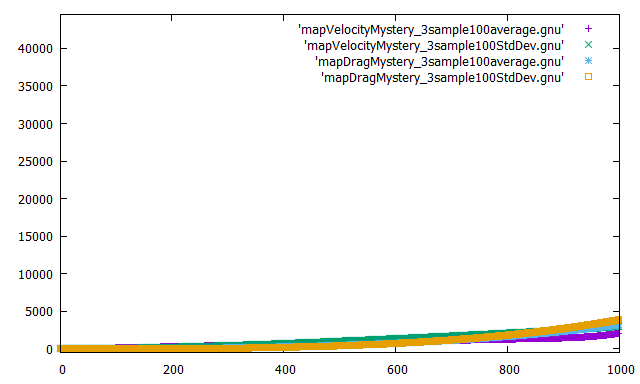 'mapVelocityMystery_3sample100average.gnu'
'mapVelocityMystery_3sample100StdDev.gnu'
'mapDragMystery_3sample100average.gnu'
'mapDragMystery_3sample100StdDev.gnu'
40000
35000
30000
25000
20000
15000
10000
5000
0
0 200 400 600 800 1000